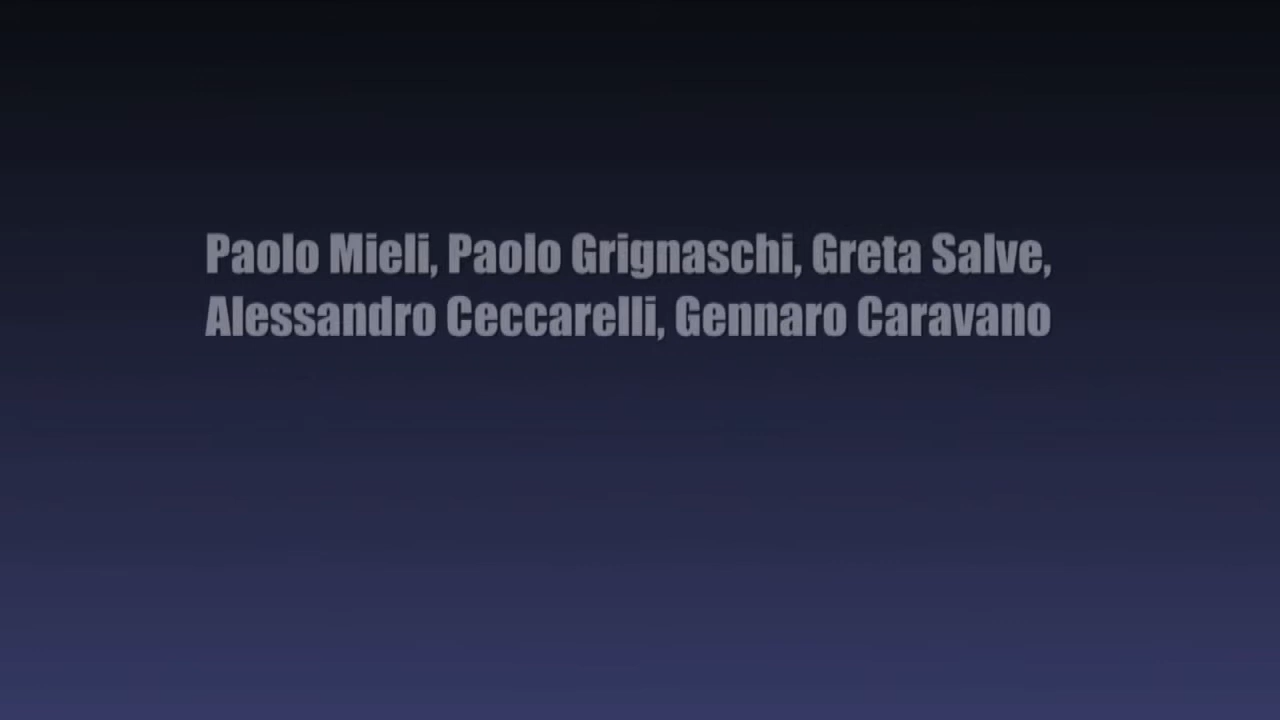 Paolo Mieli, Paolo Grignaschi, Greta Salve,
Alessandro Ceccarelli, Gennaro Caravano